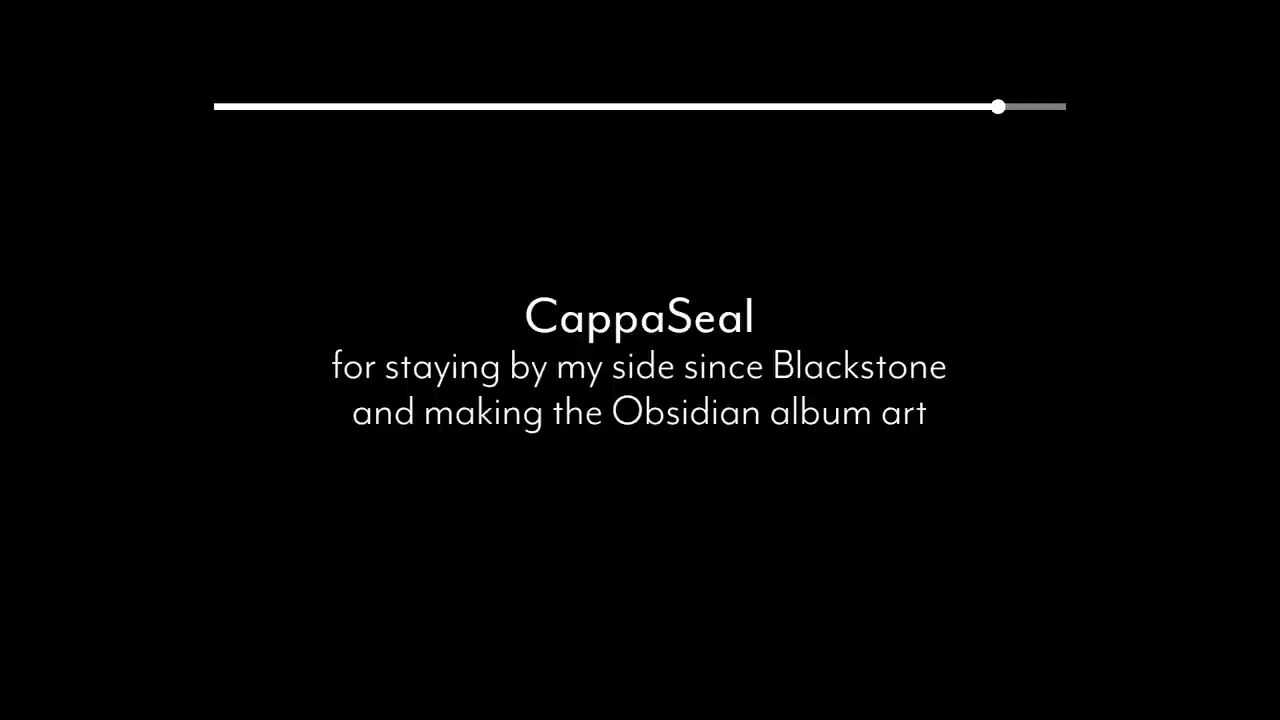 CappaSeal
for staying by my side since Blackstone
and making the Obsidian album art